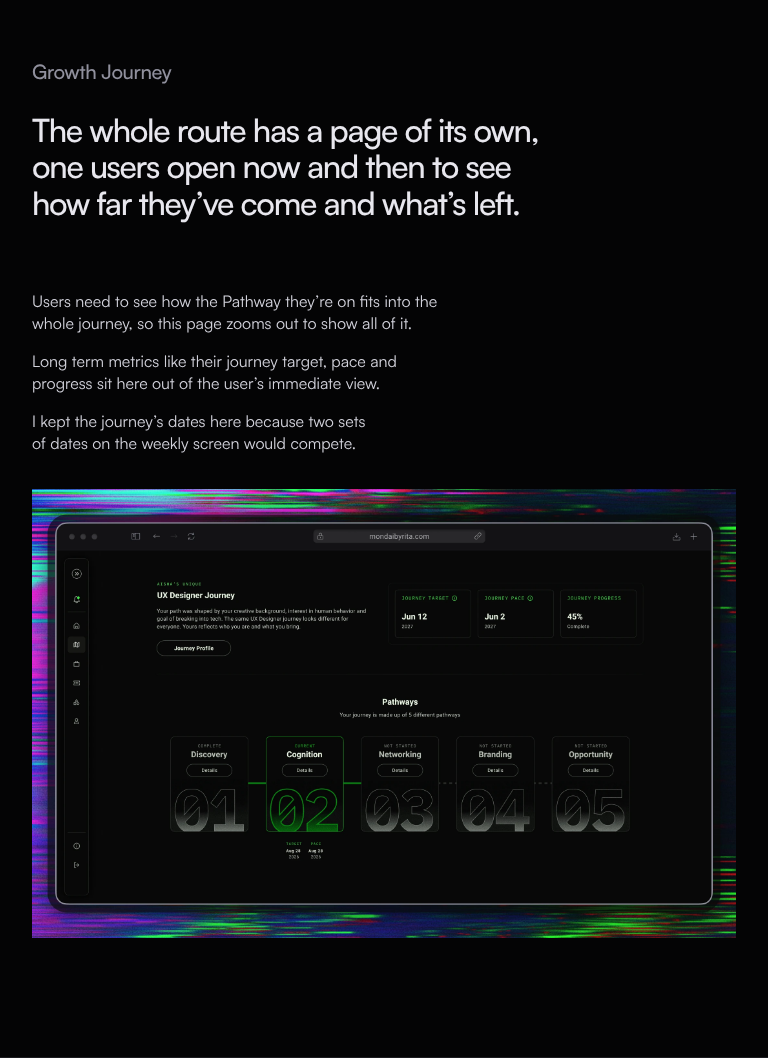 Growth Journey
The whole route has a page of its own,
one users open now and then to see
how far they’ve come and what’s left.
Users need to see how the Pathway they’re on fits into the
whole journey, so this page zooms out to show all of it.
Long term metrics like their journey target, pace and
progress sit here out of the user’s immediate view.
I kept the journey’s dates here because two sets
of dates on the weekly screen would compete.
mondaibyrita.com
AISHA'S UNIQUE
UX Designer Journey
Your path was shaped by your creative background, interest in human behavior and
goal of breaking into tech. The same UX Designer journey looks different for
everyone. Yours reflects who you are and what you bring.
Journey Profile
JOURNEY TARGET
Jun 12
2027
JOURNEY PACE
Jun 2
2027
JOURNEY PROGRESS
45%
Complete
Pathways
Your journey is made up of 5 different pathways
COMPLETE
Discovery
Details
01
CURRENT
Cognition
Details
02
NOT STARTED
Networking
Details
03
NOT STARTED
Branding
Details
04
NOT STARTED
Opportunity
Details
05
TARGET
Aug 28
2026
PACE
Aug 28
2026